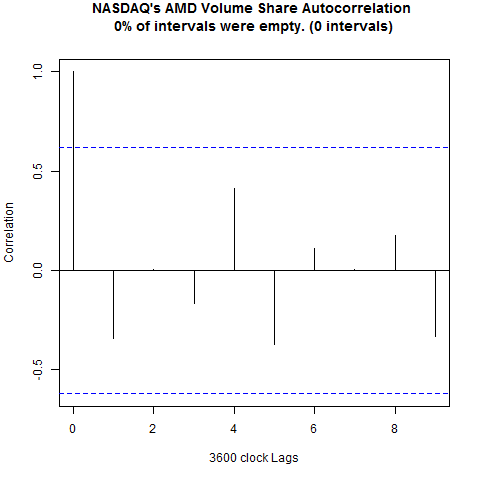 NASDAQ's AMD Volume Share Autocorrelation
0% of intervals were empty. (0 intervals)
1.0
0.5
0.0
-0.5
Correlation
0 2 4 6 8
3600 clock Lags